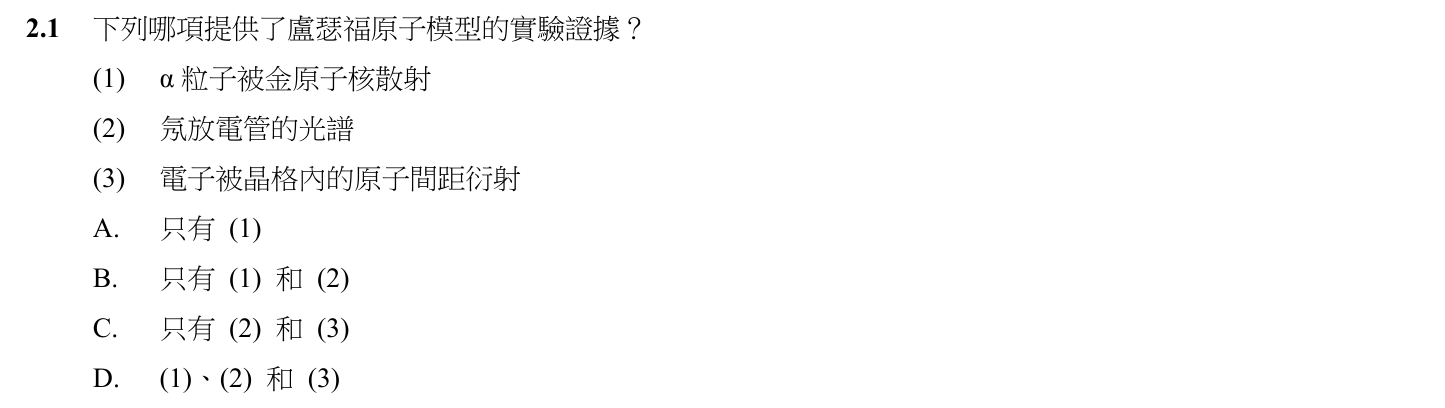 2.1 下列哪項提供了盧瑟福原子模型的實驗證據？
(1) α 粒子被金原子核散射
(2) 氖放電管的光譜
(3) 電子被晶格內的原子間距衍射
A. 只有 (1)
B. 只有 (1) 和 (2)
C. 只有 (2) 和 (3)
D. (1)、(2) 和 (3)